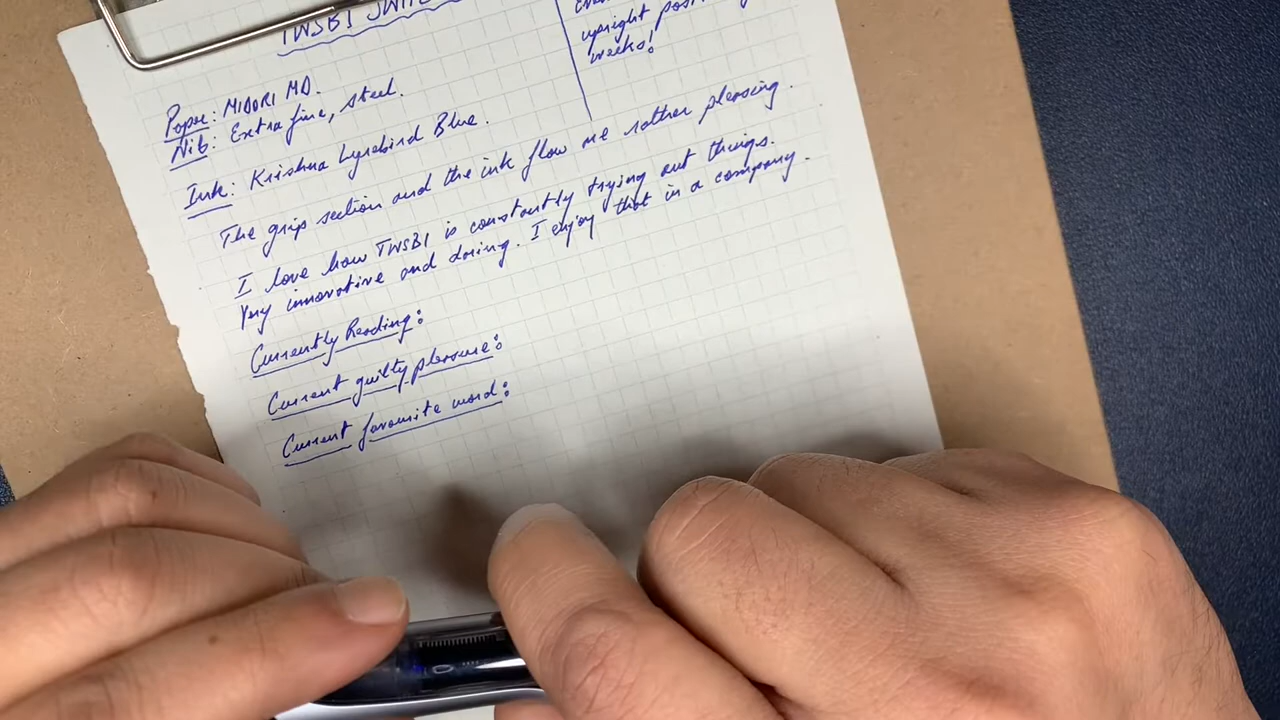 TWSBI
upright
weeks!
Paper: MIDORI MD.
Nib: Extra fine, steel.
Ink: Krishna Lyrebird Blue.
The grip section and the ink flow are rather pleasing.
I love how TWSBI is constantly trying out things.
Very innovative and daring. I enjoy that in a company.
Currently Reading:
Current guilty pleasure:
Current favourite word: